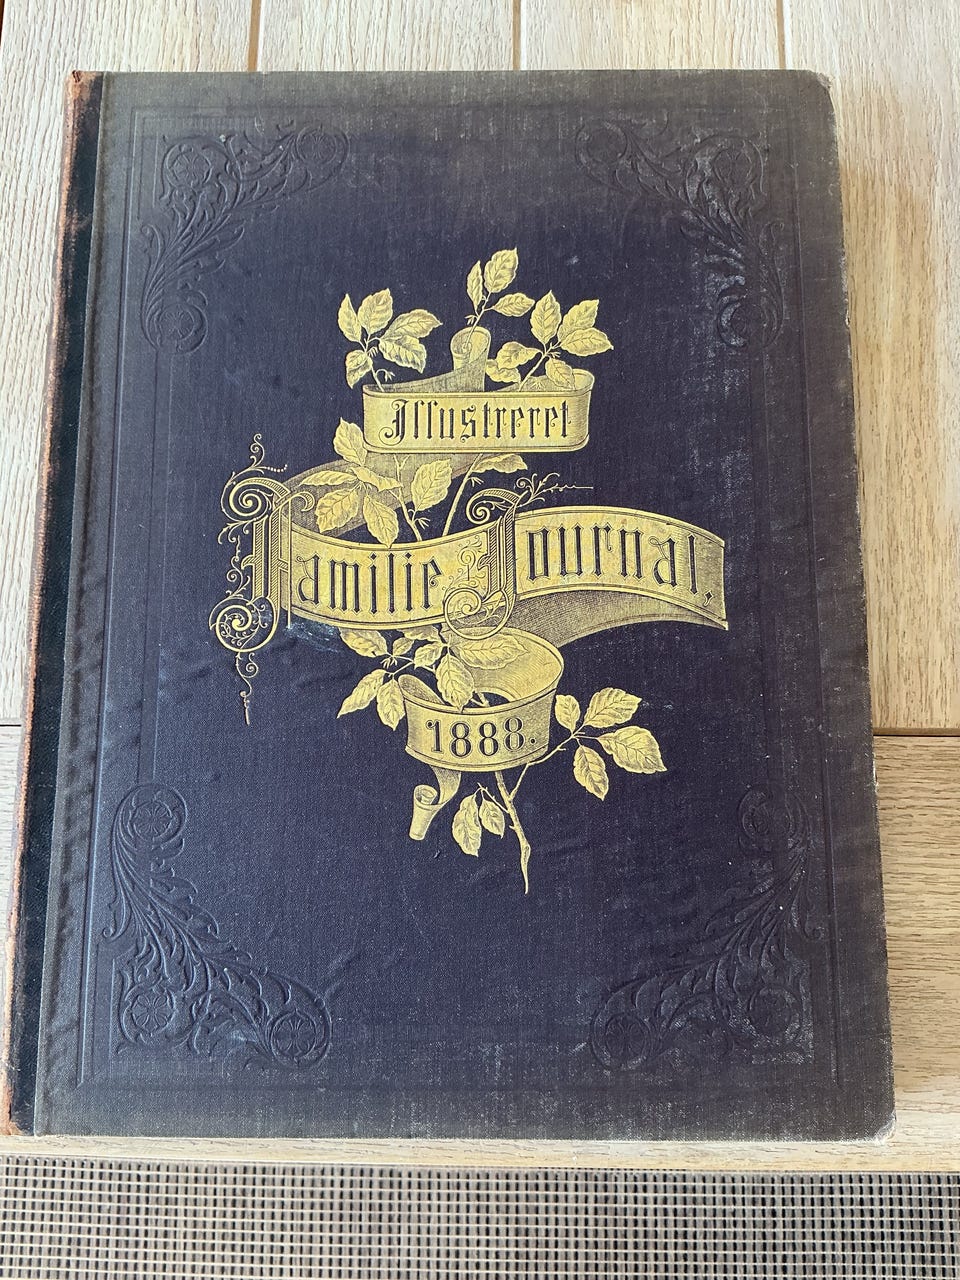 Illustreret
Familie Journal,
1888.